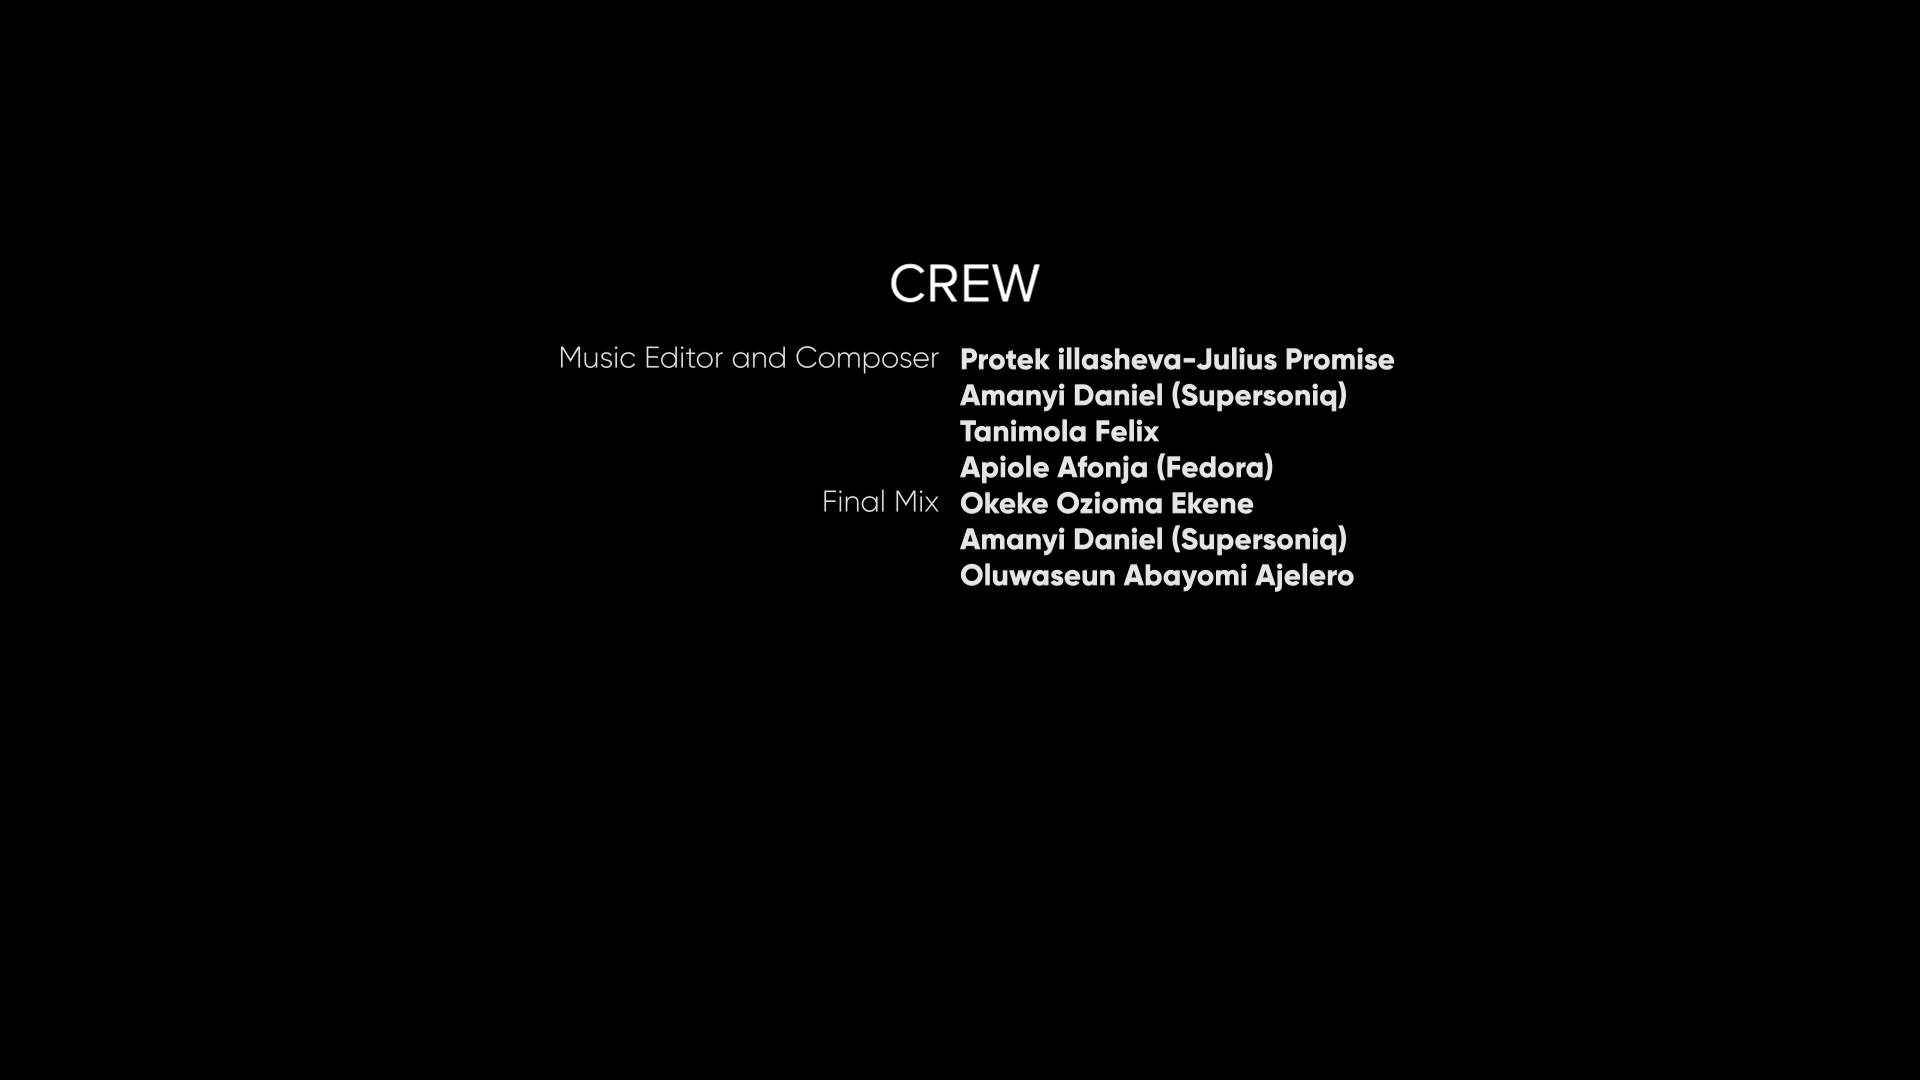 CREW
Music Editor and Composer Protek illasheva-Julius Promise
Amanyi Daniel (Supersoniq)
Tanimola Felix
Apiole Afonja (Fedora)
Final Mix Okeke Ozioma Ekene
Amanyi Daniel (Supersoniq)
Oluwaseun Abayomi Ajelero